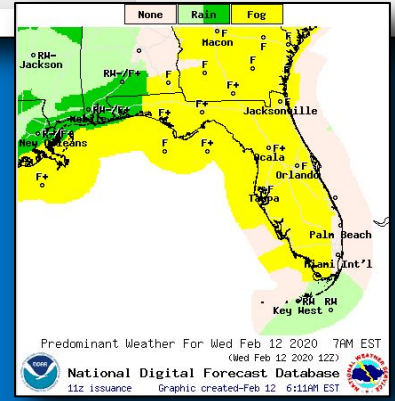 None Rain Fog
F
Macon
F
F
RW-
Jackson
F
F
F
RW-/F+
F+
RW-/F+
F+
F+
Jacksonville
R-/F+
New Orleans
F
F+
F+
Ocala
F
Orlando
F+
F
Tampa
Palm Beach
Miami Int'l
RW RW
Key West
Predominant Weather For Wed Feb 12 2020 7AM EST
(Wed Feb 12 2020 12Z)
National Digital Forecast Database
11z issuance Graphic created-Feb 12 6:11AM EST